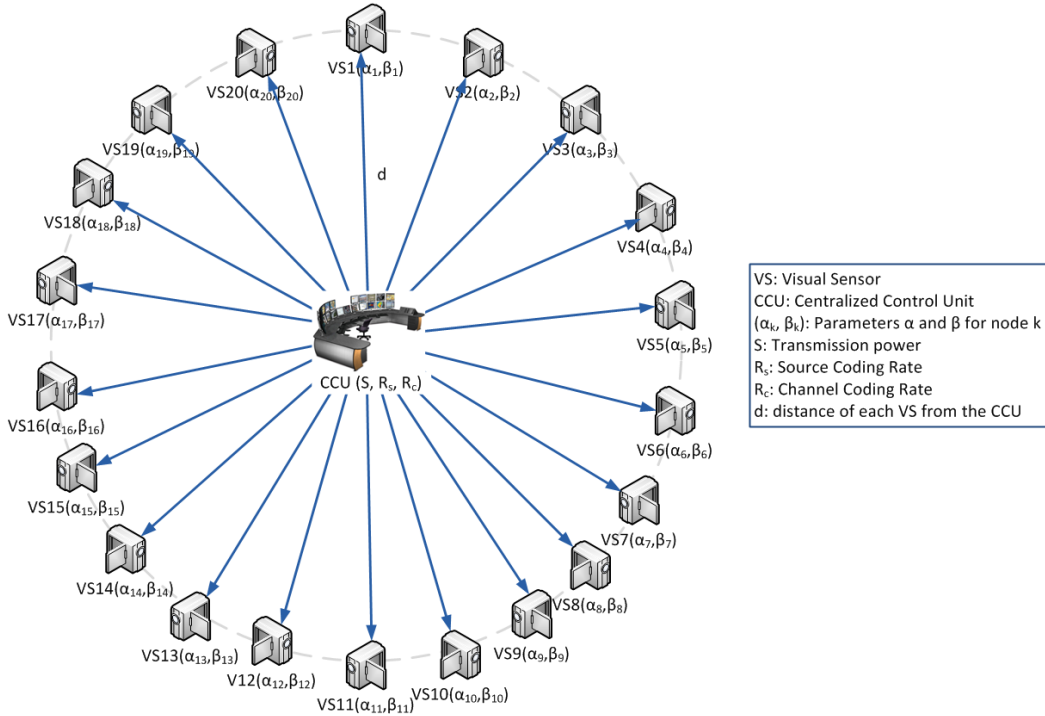 VS1(α₁,β₁)
VS20(α₂₀,β₂₀)
VS2(α₂,β₂)
VS19(α₁₉,β₁₉)
VS3(α₃,β₃)
d
VS18(α₁₈,β₁₈)
VS4(α₄,β₄)
VS17(α₁₇,β₁₇)
VS5(α₅,β₅)
CCU (S, Rₛ, R꜀)
VS16(α₁₆,β₁₆)
VS6(α₆,β₆)
VS15(α₁₅,β₁₅)
VS7(α₇,β₇)
VS14(α₁₄,β₁₄)
VS8(α₈,β₈)
VS13(α₁₃,β₁₃)
V12(α₁₂,β₁₂)
VS9(α₉,β₉)
VS11(α₁₁,β₁₁)
VS10(α₁₀,β₁₀)
VS: Visual Sensor
CCU: Centralized Control Unit
(αₖ, βₖ): Parameters α and β for node k
S: Transmission power
Rₛ: Source Coding Rate
R꜀: Channel Coding Rate
d: distance of each VS from the CCU